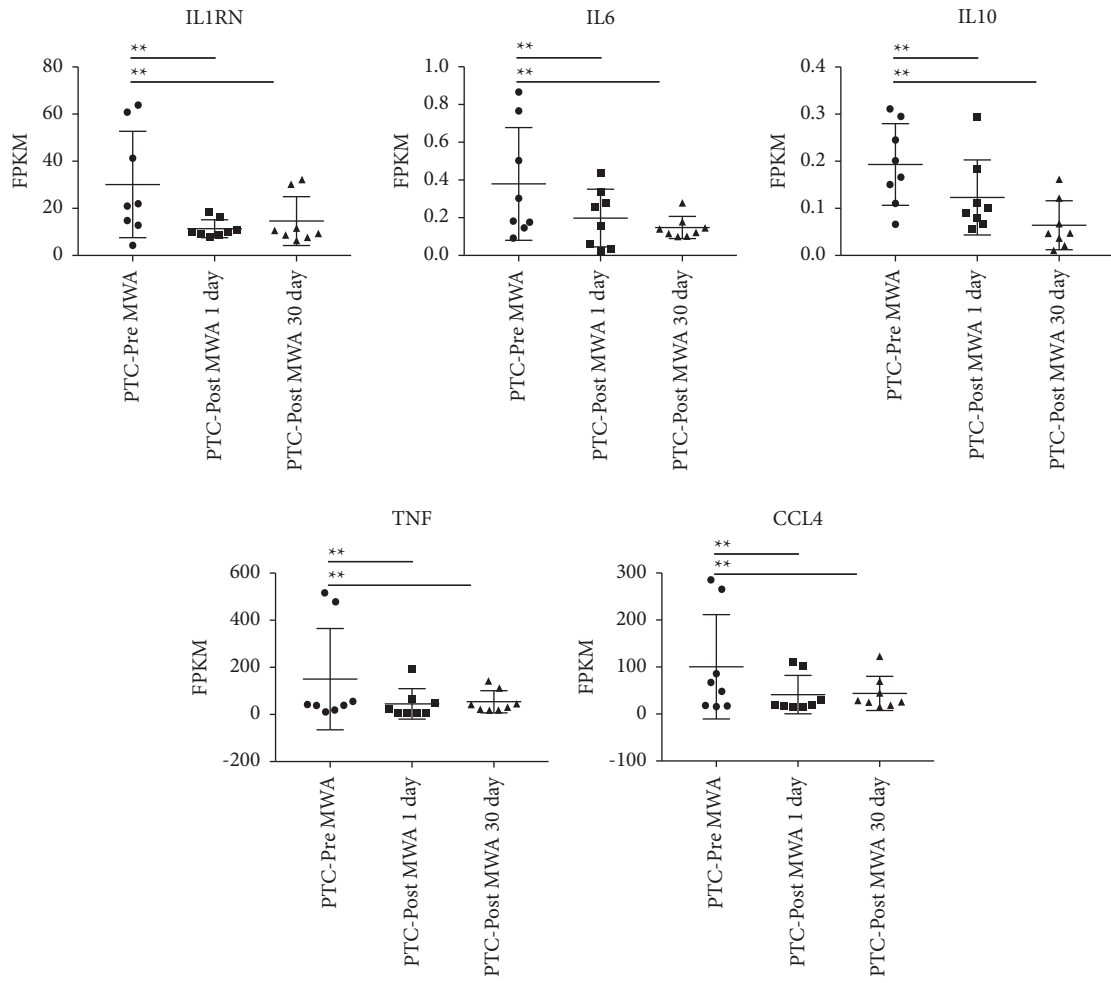 IL1RN
**
**
80
60
40
20
0
FPKM
PTC-Pre MWA
PTC-Post MWA 1 day
PTC-Post MWA 30 day
IL6
**
**
1.0
0.8
0.6
0.4
0.2
0.0
FPKM
PTC-Pre MWA
PTC-Post MWA 1 day
PTC-Post MWA 30 day
IL10
**
**
0.4
0.3
0.2
0.1
0.0
FPKM
PTC-Pre MWA
PTC-Post MWA 1 day
PTC-Post MWA 30 day
TNF
**
**
600
400
200
0
-200
FPKM
PTC-Pre MWA
PTC-Post MWA 1 day
PTC-Post MWA 30 day
CCL4
**
**
300
200
100
0
-100
FPKM
PTC-Pre MWA
PTC-Post MWA 1 day
PTC-Post MWA 30 day